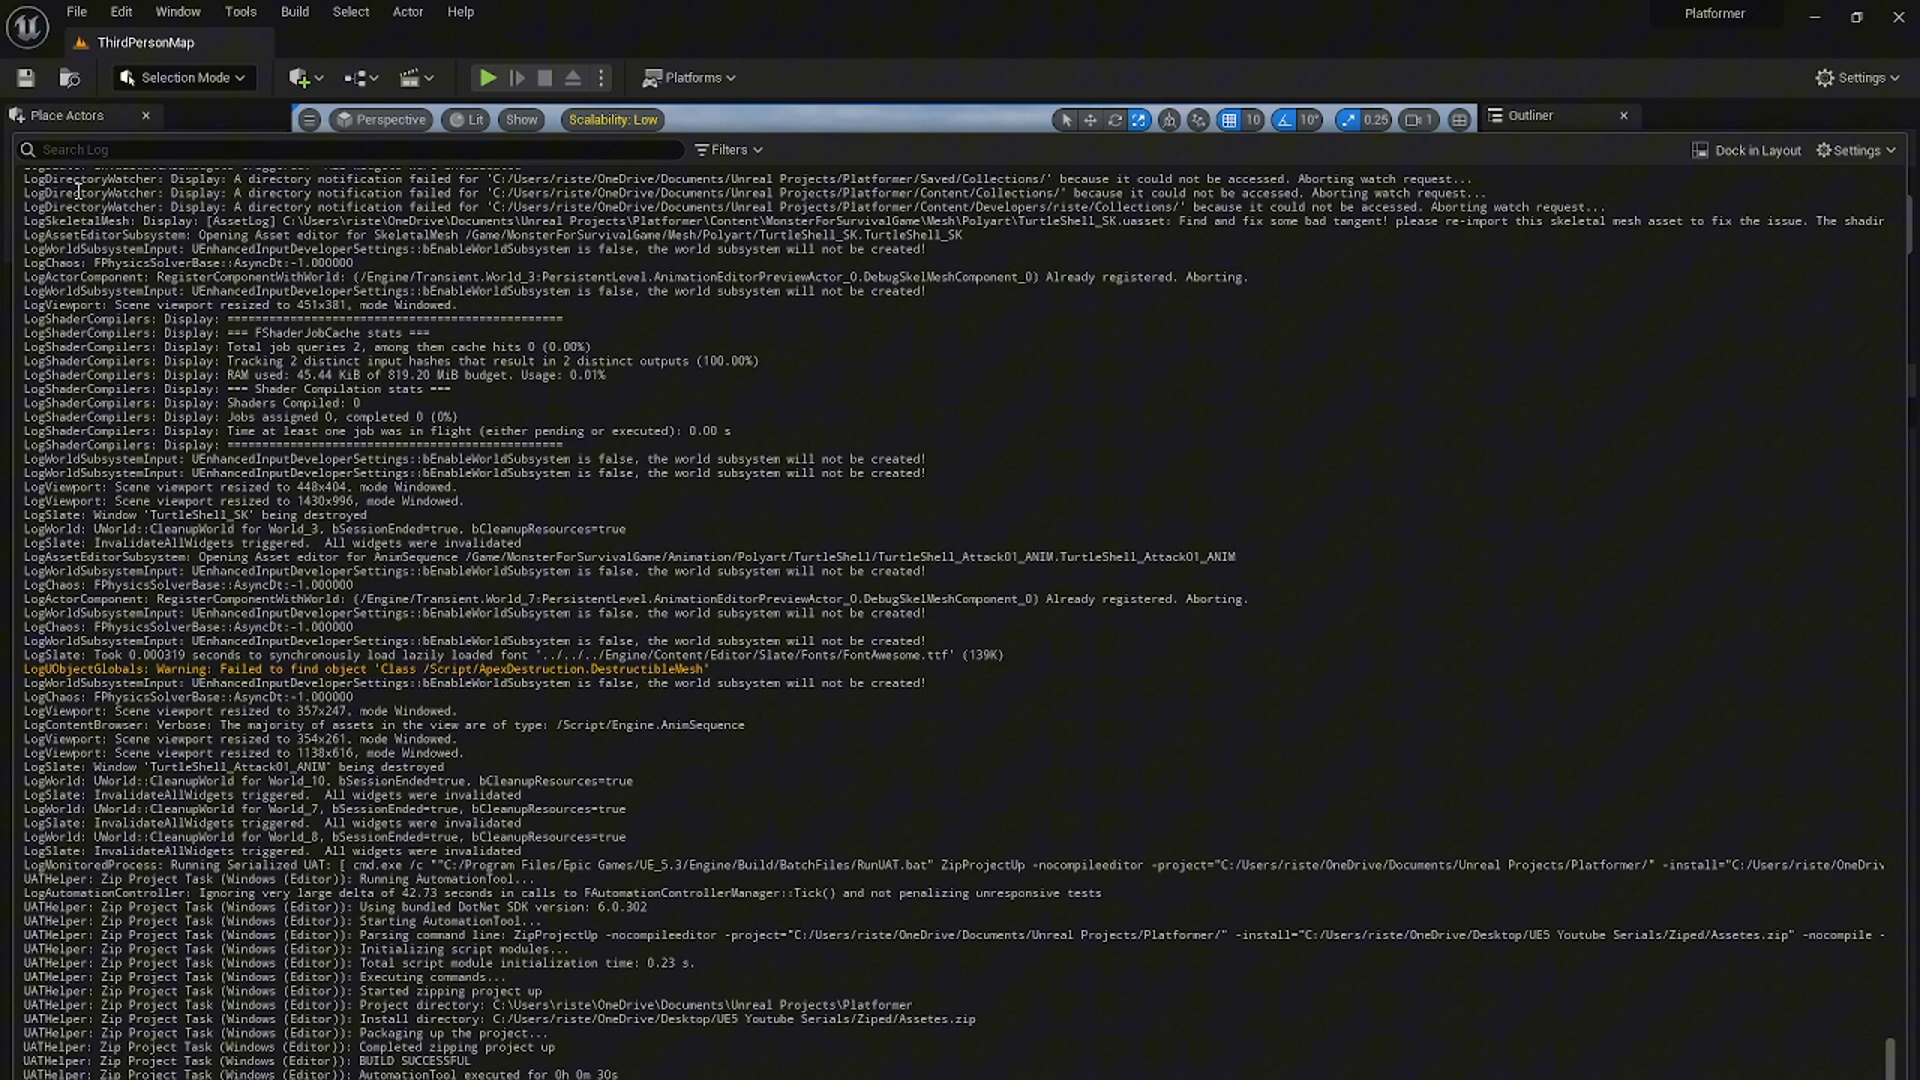 File Edit Window Tools Build Select Actor Help Platformer
ThirdPersonMap
Selection Mode Platforms Settings
Place Actors Perspective Lit Show Scalability: Low 10 10° 0.25 1 Outliner
Search Log Filters Dock in Layout Settings
LogDirectoryWatcher: Display: A directory notification failed for 'C:/Users/riste/OneDrive/Documents/Unreal Projects/Platformer/Saved/Collections/' because it could not be accessed. Aborting watch request...
LogDirectoryWatcher: Display: A directory notification failed for 'C:/Users/riste/OneDrive/Documents/Unreal Projects/Platformer/Content/Collections/' because it could not be accessed. Aborting watch request...
LogDirectoryWatcher: Display: A directory notification failed for 'C:/Users/riste/OneDrive/Documents/Unreal Projects/Platformer/Content/Developers/riste/Collections/' because it could not be accessed. Aborting watch request...
LogSkeletalMesh: Display: [AssetLog] C:\Users\riste\OneDrive\Documents\Unreal Projects\Platformer\Content\MonsterForSurvivalGame\Mesh\Polyart\TurtleShell_SK.uasset: Find and fix some bad tangent! please re-import this skeletal mesh asset to fix the issue. The shadir
LogAssetEditorSubsystem: Opening Asset editor for SkeletalMesh /Game/MonsterForSurvivalGame/Mesh/Polyart/TurtleShell_SK.TurtleShell_SK
LogWorldSubsystemInput: UEnhancedInputDeveloperSettings::bEnableWorldSubsystem is false, the world subsystem will not be created!
LogChaos: FPhysicsSolverBase::AsyncDt:-1.000000
LogActorComponent: RegisterComponentWithWorld: (/Engine/Transient.World_3:PersistentLevel.AnimationEditorPreviewActor_0.DebugSkelMeshComponent_0) Already registered. Aborting.
LogWorldSubsystemInput: UEnhancedInputDeveloperSettings::bEnableWorldSubsystem is false, the world subsystem will not be created!
LogViewport: Scene viewport resized to 451x381, mode Windowed.
LogShaderCompilers: Display: ================================================
LogShaderCompilers: Display: === FShaderJobCache stats ===
LogShaderCompilers: Display: Total job queries 2, among them cache hits 0 (0.00%)
LogShaderCompilers: Display: Tracking 2 distinct input hashes that result in 2 distinct outputs (100.00%)
LogShaderCompilers: Display: RAM used: 45.44 KiB of 819.20 MiB budget. Usage: 0.01%
LogShaderCompilers: Display: === Shader Compilation stats ===
LogShaderCompilers: Display: Shaders Compiled: 0
LogShaderCompilers: Display: Jobs assigned 0, completed 0 (0%)
LogShaderCompilers: Display: Time at least one job was in flight (either pending or executed): 0.00 s
LogShaderCompilers: Display: ================================================
LogWorldSubsystemInput: UEnhancedInputDeveloperSettings::bEnableWorldSubsystem is false, the world subsystem will not be created!
LogWorldSubsystemInput: UEnhancedInputDeveloperSettings::bEnableWorldSubsystem is false, the world subsystem will not be created!
LogViewport: Scene viewport resized to 448x404, mode Windowed.
LogViewport: Scene viewport resized to 1430x996, mode Windowed.
LogSlate: Window 'TurtleShell_SK' being destroyed
LogWorld: UWorld::CleanupWorld for World_3, bSessionEnded=true, bCleanupResources=true
LogSlate: InvalidateAllWidgets triggered.  All widgets were invalidated
LogAssetEditorSubsystem: Opening Asset editor for AnimSequence /Game/MonsterForSurvivalGame/Animation/Polyart/TurtleShell/TurtleShell_Attack01_ANIM.TurtleShell_Attack01_ANIM
LogWorldSubsystemInput: UEnhancedInputDeveloperSettings::bEnableWorldSubsystem is false, the world subsystem will not be created!
LogChaos: FPhysicsSolverBase::AsyncDt:-1.000000
LogActorComponent: RegisterComponentWithWorld: (/Engine/Transient.World_7:PersistentLevel.AnimationEditorPreviewActor_0.DebugSkelMeshComponent_0) Already registered. Aborting.
LogWorldSubsystemInput: UEnhancedInputDeveloperSettings::bEnableWorldSubsystem is false, the world subsystem will not be created!
LogChaos: FPhysicsSolverBase::AsyncDt:-1.000000
LogWorldSubsystemInput: UEnhancedInputDeveloperSettings::bEnableWorldSubsystem is false, the world subsystem will not be created!
LogSlate: Took 0.000319 seconds to synchronously load lazily loaded font '../../../Engine/Content/Editor/Slate/Fonts/FontAwesome.ttf' (139K)
LogUObjectGlobals: Warning: Failed to find object 'Class /Script/ApexDestruction.DestructibleMesh'
LogWorldSubsystemInput: UEnhancedInputDeveloperSettings::bEnableWorldSubsystem is false, the world subsystem will not be created!
LogChaos: FPhysicsSolverBase::AsyncDt:-1.000000
LogViewport: Scene viewport resized to 357x247, mode Windowed.
LogContentBrowser: Verbose: The majority of assets in the view are of type: /Script/Engine.AnimSequence
LogViewport: Scene viewport resized to 354x261, mode Windowed.
LogViewport: Scene viewport resized to 1138x616, mode Windowed.
LogSlate: Window 'TurtleShell_Attack01_ANIM' being destroyed
LogWorld: UWorld::CleanupWorld for World_10, bSessionEnded=true, bCleanupResources=true
LogSlate: InvalidateAllWidgets triggered.  All widgets were invalidated
LogWorld: UWorld::CleanupWorld for World_7, bSessionEnded=true, bCleanupResources=true
LogSlate: InvalidateAllWidgets triggered.  All widgets were invalidated
LogWorld: UWorld::CleanupWorld for World_8, bSessionEnded=true, bCleanupResources=true
LogSlate: InvalidateAllWidgets triggered.  All widgets were invalidated
LogMonitoredProcess: Running Serialized UAT: [ cmd.exe /c ""C:/Program Files/Epic Games/UE_5.3/Engine/Build/BatchFiles/RunUAT.bat" ZipProjectUp -nocompileeditor -project="C:/Users/riste/OneDrive/Documents/Unreal Projects/Platformer/" -install="C:/Users/riste/OneDriv
UATHelper: Zip Project Task (Windows (Editor)): Running AutomationTool...
LogAutomationController: Ignoring very large delta of 42.73 seconds in calls to FAutomationControllerManager::Tick() and not penalizing unresponsive tests
UATHelper: Zip Project Task (Windows (Editor)): Using bundled DotNet SDK version: 6.0.302
UATHelper: Zip Project Task (Windows (Editor)): Starting AutomationTool...
UATHelper: Zip Project Task (Windows (Editor)): Parsing command line: ZipProjectUp -nocompileeditor -project="C:/Users/riste/OneDrive/Documents/Unreal Projects/Platformer/" -install="C:/Users/riste/OneDrive/Desktop/UE5 Youtube Serials/Ziped/Assetes.zip" -nocompile -
UATHelper: Zip Project Task (Windows (Editor)): Initializing script modules...
UATHelper: Zip Project Task (Windows (Editor)): Total script module initialization time: 0.23 s.
UATHelper: Zip Project Task (Windows (Editor)): Executing commands...
UATHelper: Zip Project Task (Windows (Editor)): Started zipping project up
UATHelper: Zip Project Task (Windows (Editor)): Project directory: C:\Users\riste\OneDrive\Documents\Unreal Projects\Platformer
UATHelper: Zip Project Task (Windows (Editor)): Install directory: C:/Users/riste/OneDrive/Desktop/UE5 Youtube Serials/Ziped/Assetes.zip
UATHelper: Zip Project Task (Windows (Editor)): Packaging up the project...
UATHelper: Zip Project Task (Windows (Editor)): Completed zipping project up
UATHelper: Zip Project Task (Windows (Editor)): BUILD SUCCESSFUL
UATHelper: Zip Project Task (Windows (Editor)): AutomationTool executed for 0h 0m 30s